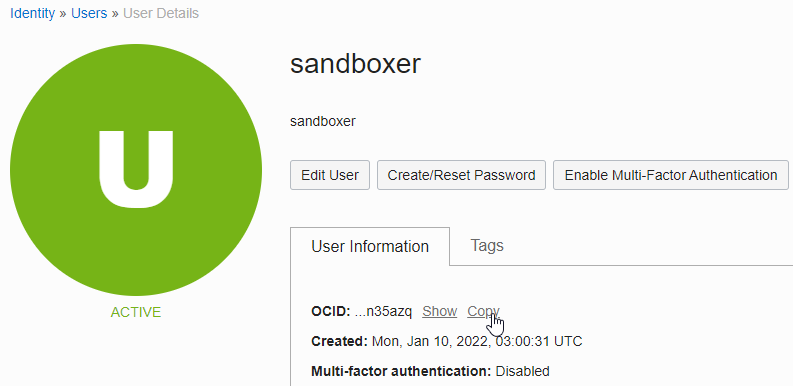 Identity » Users » User Details
U
ACTIVE
sandboxer
sandboxer
Edit User
Create/Reset Password
Enable Multi-Factor Authentication
User Information
Tags
OCID: ...n35azq Show Copy
Created: Mon, Jan 10, 2022, 03:00:31 UTC
Multi-factor authentication: Disabled